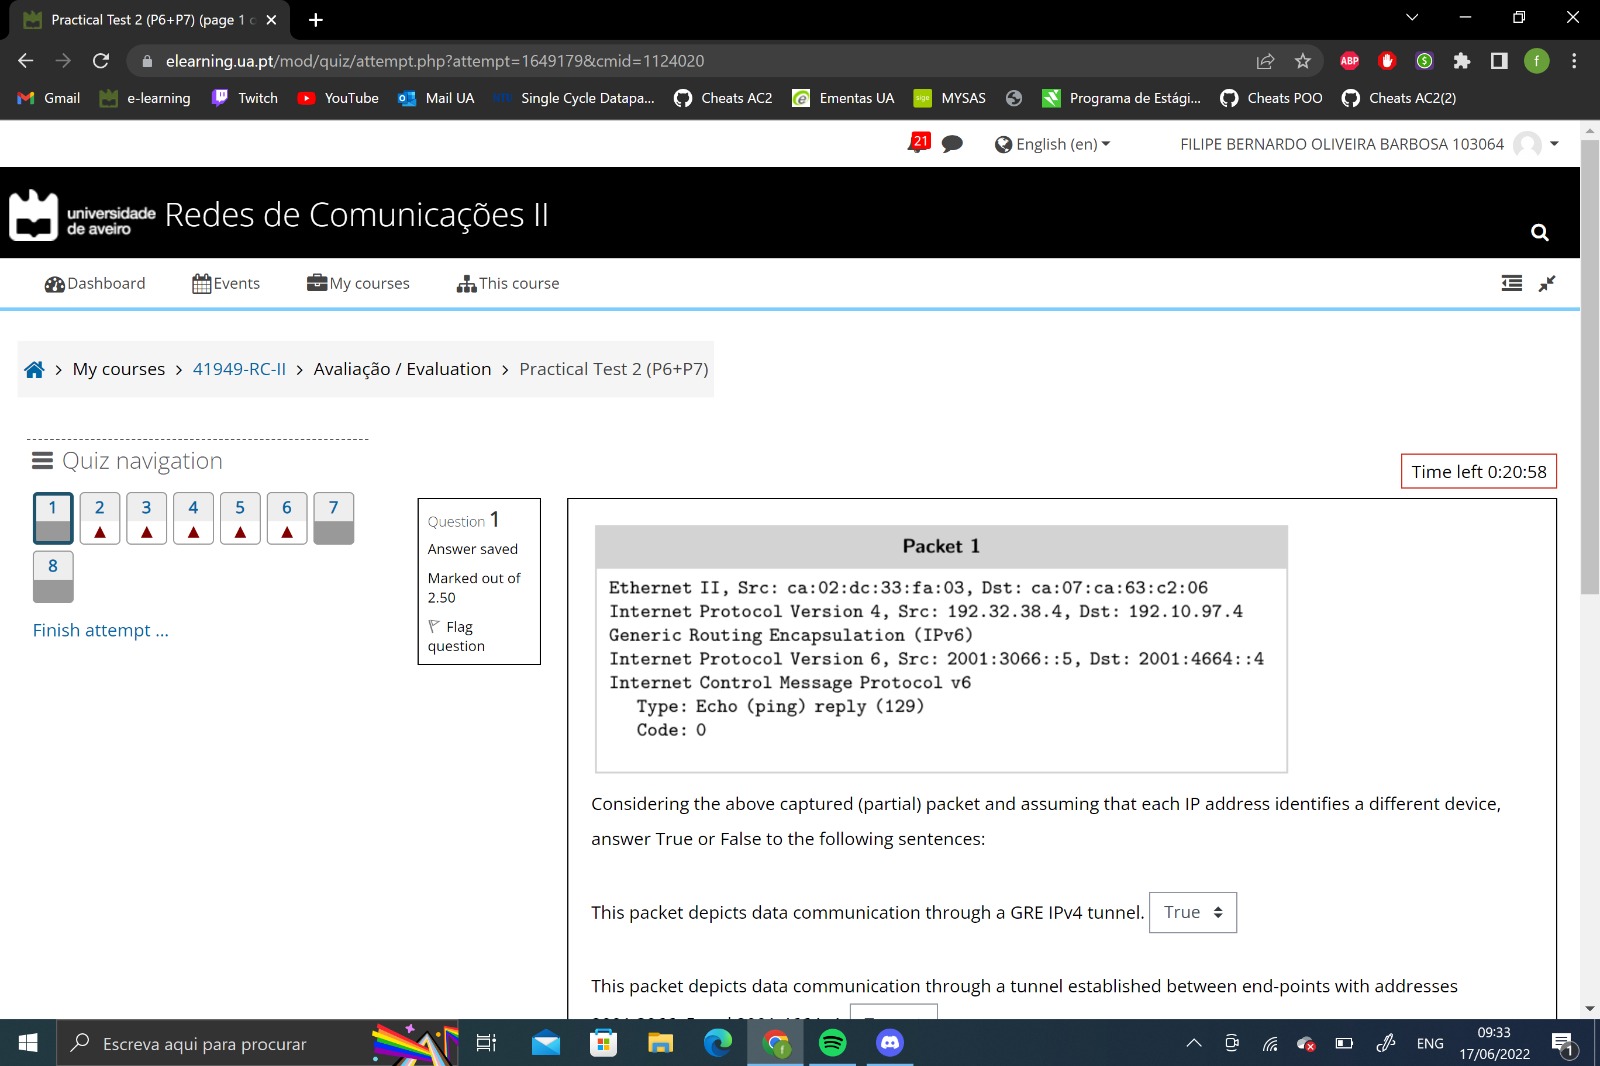 Practical Test 2 (P6+P7) (page 1
elearning.ua.pt/mod/quiz/attempt.php?attempt=1649179&cmid=1124020
ABP
f
Gmail
e-learning
Twitch
YouTube
Mail UA
Single Cycle Datapa...
Cheats AC2
Ementas UA
MYSAS
Programa de Estági...
Cheats POO
Cheats AC2(2)
21
English (en)
FILIPE BERNARDO OLIVEIRA BARBOSA 103064
universidade
de aveiro
Redes de Comunicações II
Dashboard
Events
My courses
This course
> My courses > 41949-RC-II > Avaliação / Evaluation > Practical Test 2 (P6+P7)
Quiz navigation
Time left 0:20:58
1 2 3 4 5 6 7
8
Finish attempt ...
Question 1
Answer saved
Marked out of
2.50
Flag
question
Packet 1
Ethernet II, Src: ca:02:dc:33:fa:03, Dst: ca:07:ca:63:c2:06
Internet Protocol Version 4, Src: 192.32.38.4, Dst: 192.10.97.4
Generic Routing Encapsulation (IPv6)
Internet Protocol Version 6, Src: 2001:3066::5, Dst: 2001:4664::4
Internet Control Message Protocol v6
Type: Echo (ping) reply (129)
Code: 0
Considering the above captured (partial) packet and assuming that each IP address identifies a different device,
answer True or False to the following sentences:
This packet depicts data communication through a GRE IPv4 tunnel. True
This packet depicts data communication through a tunnel established between end-points with addresses
Escreva aqui para procurar
ENG
09:33
17/06/2022
1